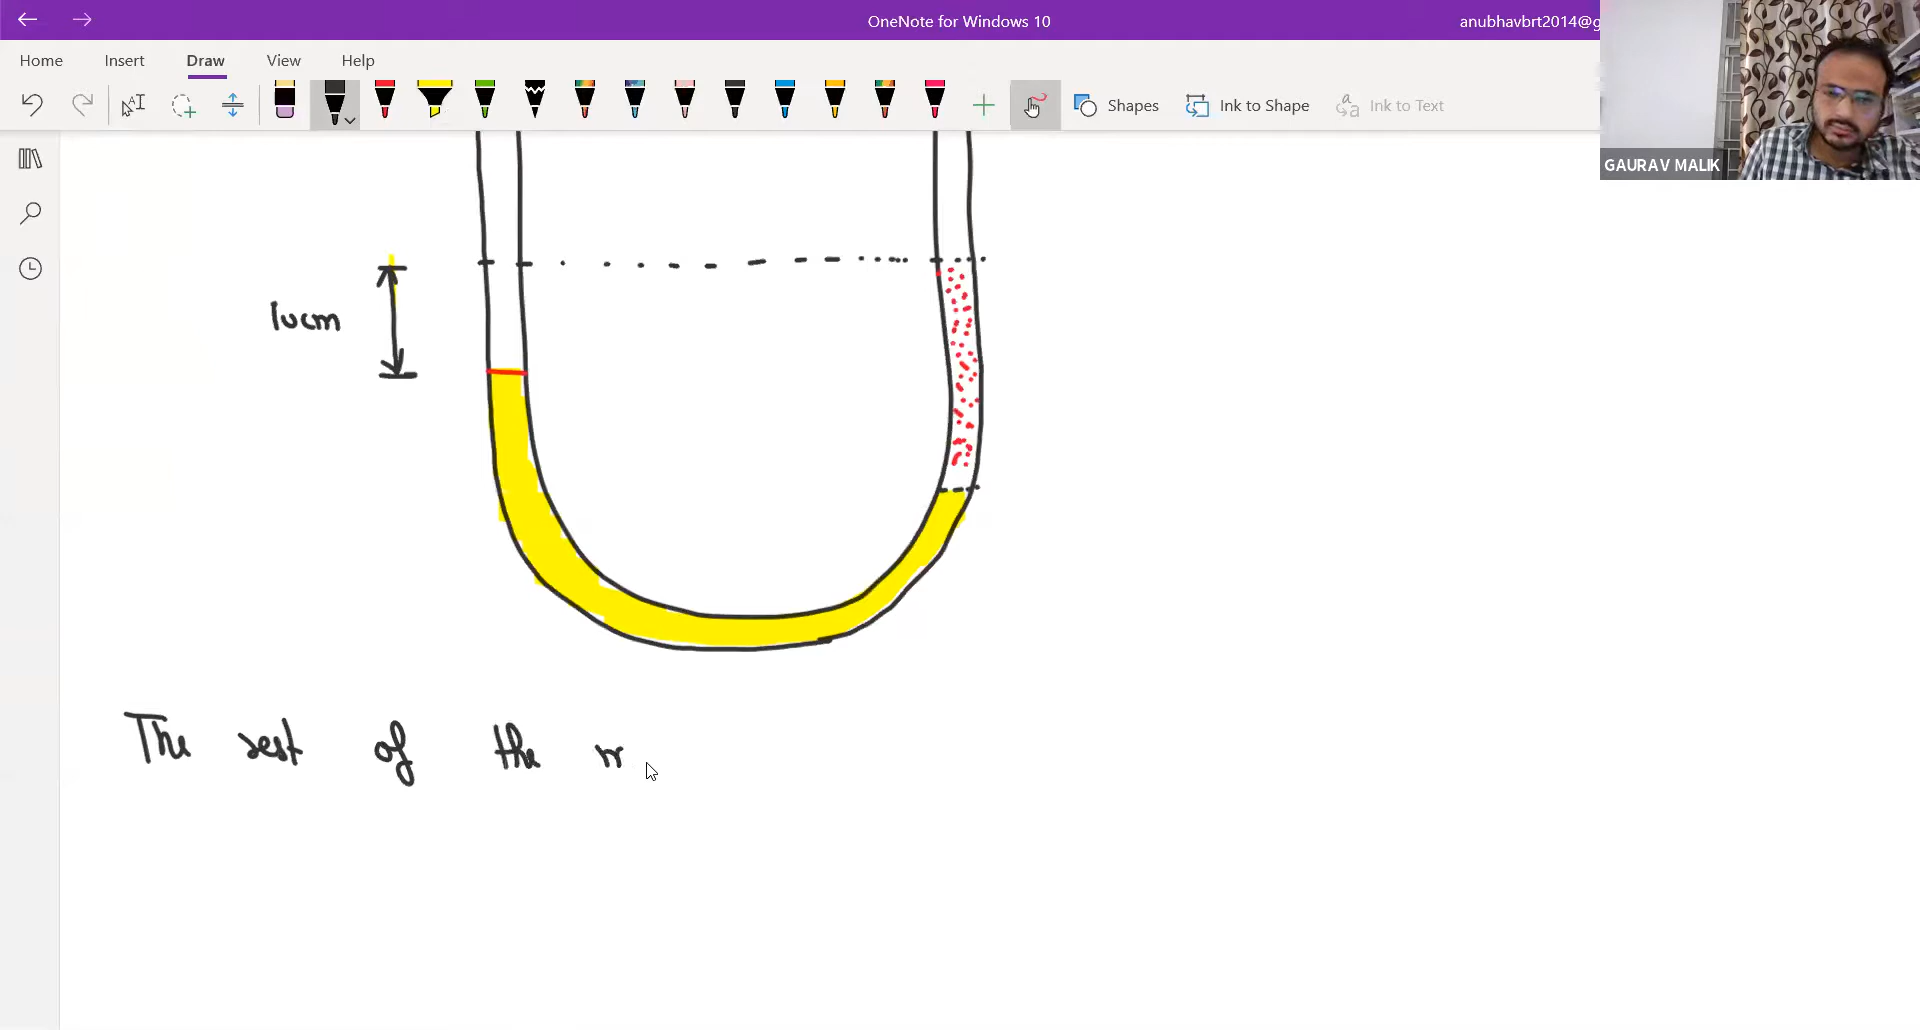 OneNote for Windows 10
anubhavbrt2014@g
Home Insert Draw View Help
Shapes Ink to Shape Ink to Text
GAURAV MALIK
10cm
The rest of the